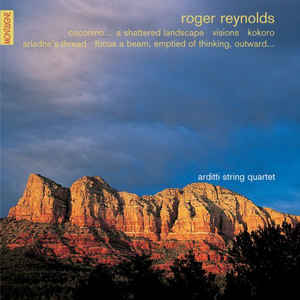 roger reynolds
coconino... a shattered landscape visions kokoro
ariadne's thread focus a beam, emptied of thinking, outward...
arditti string quartet